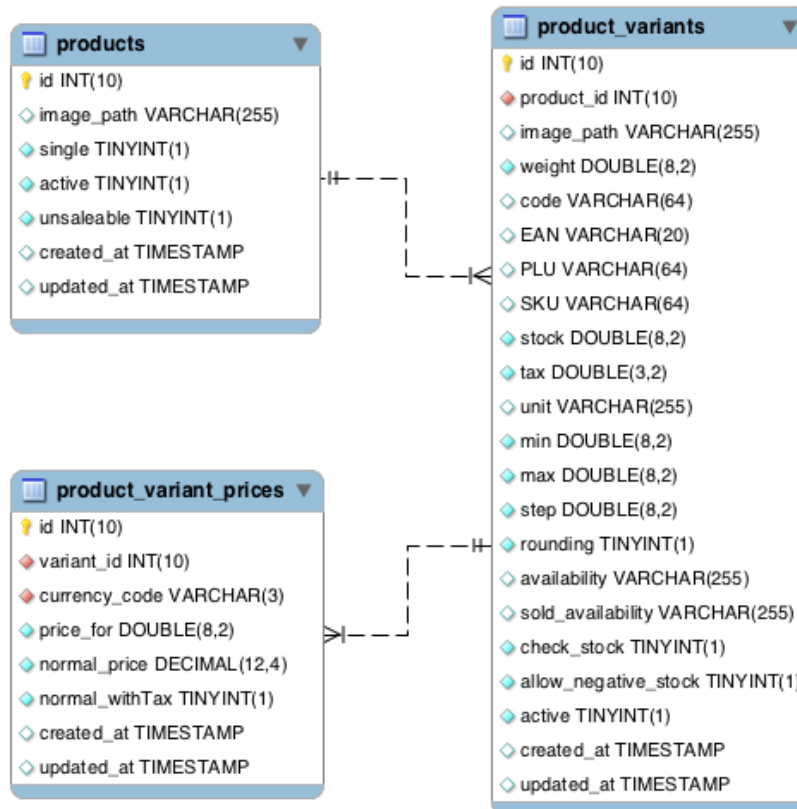 products
id INT(10)
image_path VARCHAR(255)
single TINYINT(1)
active TINYINT(1)
unsaleable TINYINT(1)
created_at TIMESTAMP
updated_at TIMESTAMP
product_variants
id INT(10)
product_id INT(10)
image_path VARCHAR(255)
weight DOUBLE(8,2)
code VARCHAR(64)
EAN VARCHAR(20)
PLU VARCHAR(64)
SKU VARCHAR(64)
stock DOUBLE(8,2)
tax DOUBLE(3,2)
unit VARCHAR(255)
min DOUBLE(8,2)
max DOUBLE(8,2)
step DOUBLE(8,2)
rounding TINYINT(1)
availability VARCHAR(255)
sold_availability VARCHAR(255)
check_stock TINYINT(1)
allow_negative_stock TINYINT(1)
active TINYINT(1)
created_at TIMESTAMP
updated_at TIMESTAMP
product_variant_prices
id INT(10)
variant_id INT(10)
currency_code VARCHAR(3)
price_for DOUBLE(8,2)
normal_price DECIMAL(12,4)
normal_withTax TINYINT(1)
created_at TIMESTAMP
updated_at TIMESTAMP